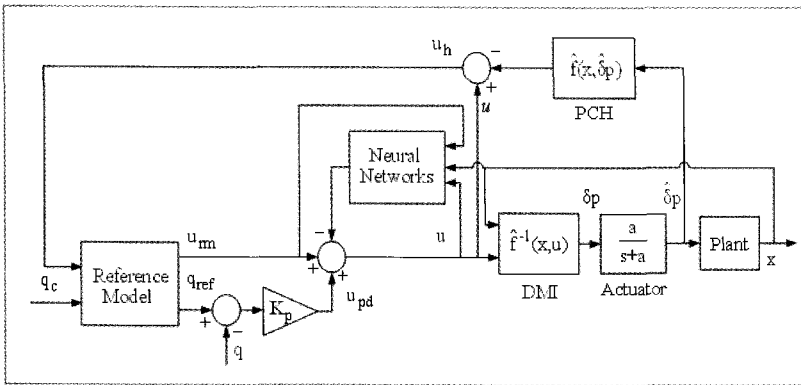 u_h
−
+
u
f̂(x,δ̂p)
PCH
Neural
Networks
−
+
+
u_rm
u
δp
δ̂p
q_c
Reference
Model
q_ref
+
−
q
K_p
u_pd
f̂⁻¹(x,u)
DMI
a
s+a
Actuator
Plant
x